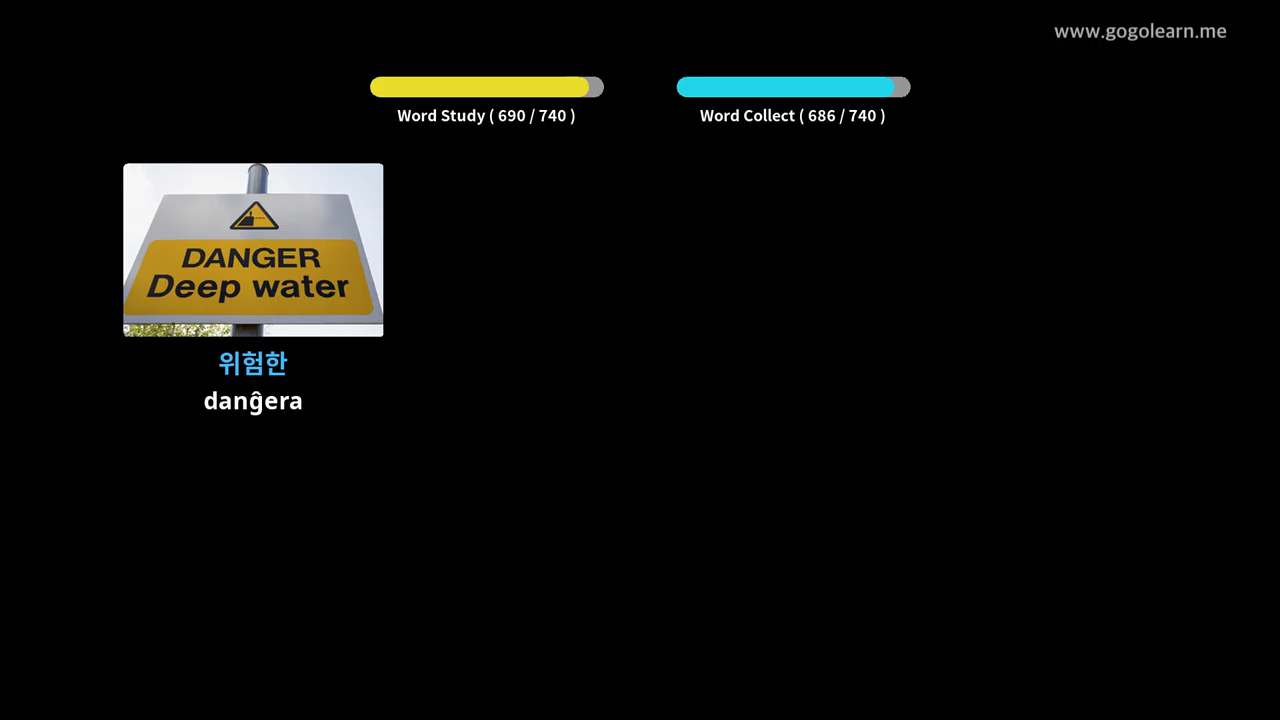 www.gogolearn.me
Word Study ( 690 / 740 )
Word Collect ( 686 / 740 )
DANGER
Deep water
위험한
danĝera